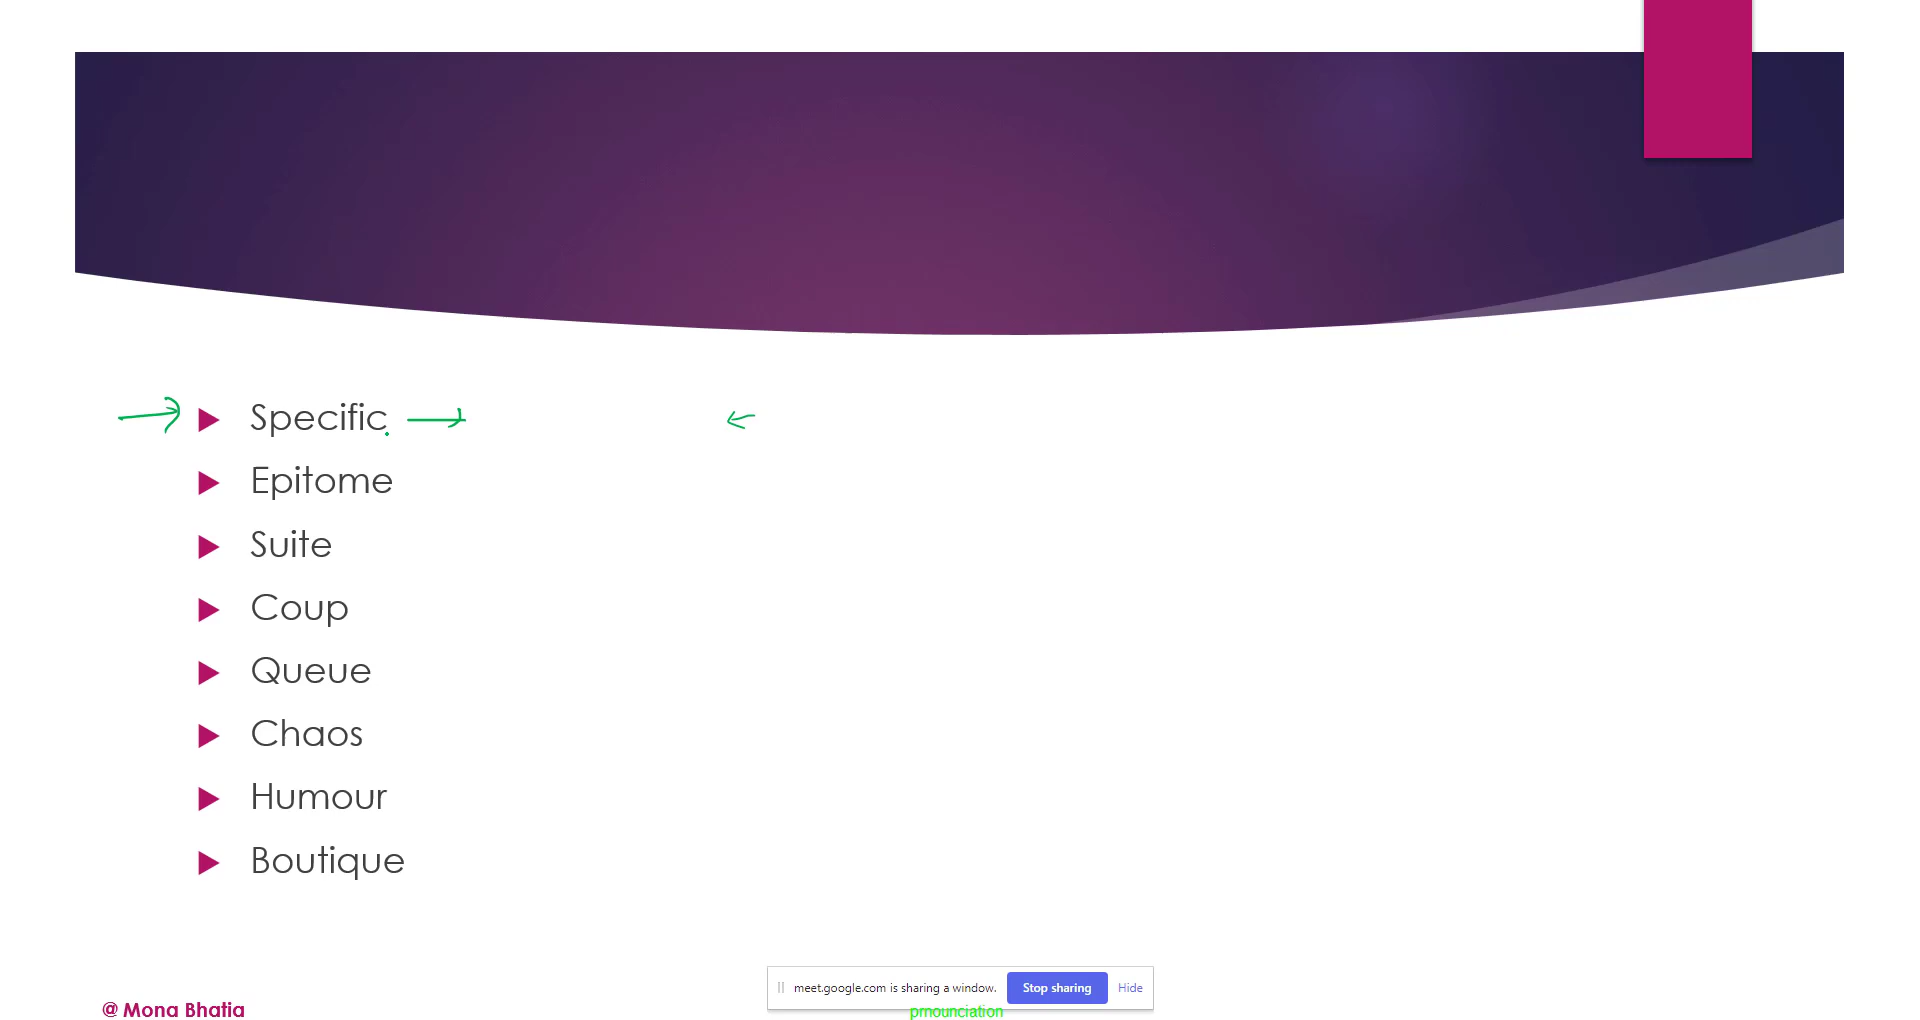 Specific
Epitome
Suite
Coup
Queue
Chaos
Humour
Boutique
meet.google.com is sharing a window. Stop sharing Hide
@ Mona Bhatia
prnounciation